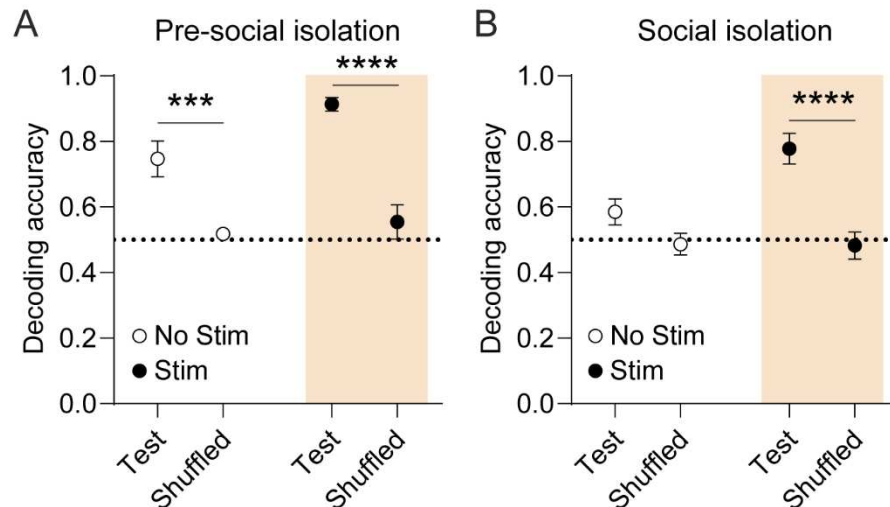 A
Pre-social isolation
Decoding accuracy
1.0
0.8
0.6
0.4
0.2
0.0
***
****
No Stim
Stim
Test
Shuffled
Test
Shuffled
B
Social isolation
Decoding accuracy
1.0
0.8
0.6
0.4
0.2
0.0
****
No Stim
Stim
Test
Shuffled
Test
Shuffled